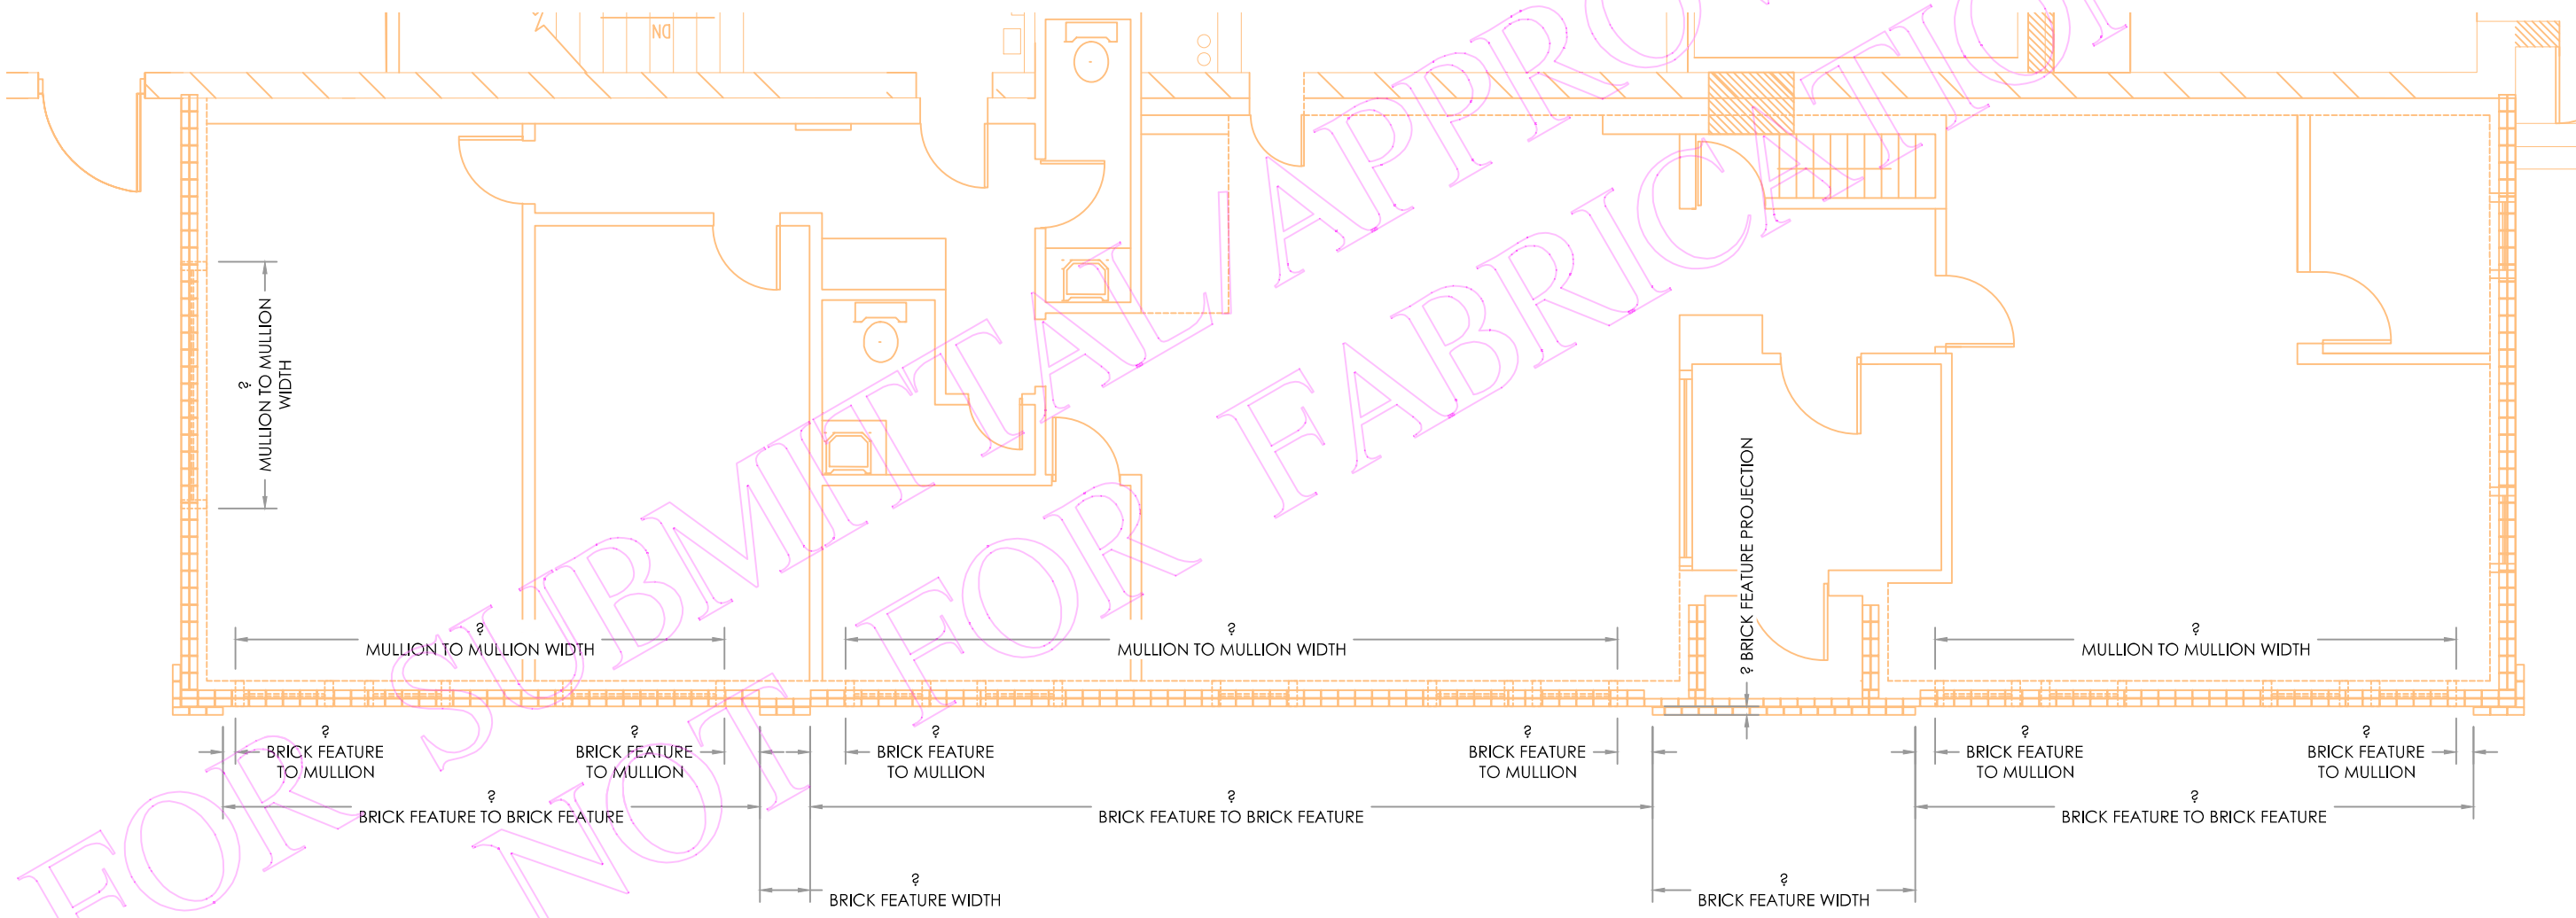 DN
?
MULLION TO MULLION
WIDTH
? BRICK FEATURE PROJECTION
?
MULLION TO MULLION WIDTH
?
MULLION TO MULLION WIDTH
?
MULLION TO MULLION WIDTH
?
BRICK FEATURE
TO MULLION
?
BRICK FEATURE
TO MULLION
?
BRICK FEATURE
TO MULLION
?
BRICK FEATURE
TO MULLION
?
BRICK FEATURE
TO MULLION
?
BRICK FEATURE
TO MULLION
?
BRICK FEATURE TO BRICK FEATURE
?
BRICK FEATURE TO BRICK FEATURE
?
BRICK FEATURE TO BRICK FEATURE
?
BRICK FEATURE WIDTH
?
BRICK FEATURE WIDTH
FOR SUBMITTAL / APPRO
NOT FOR FABRICATION